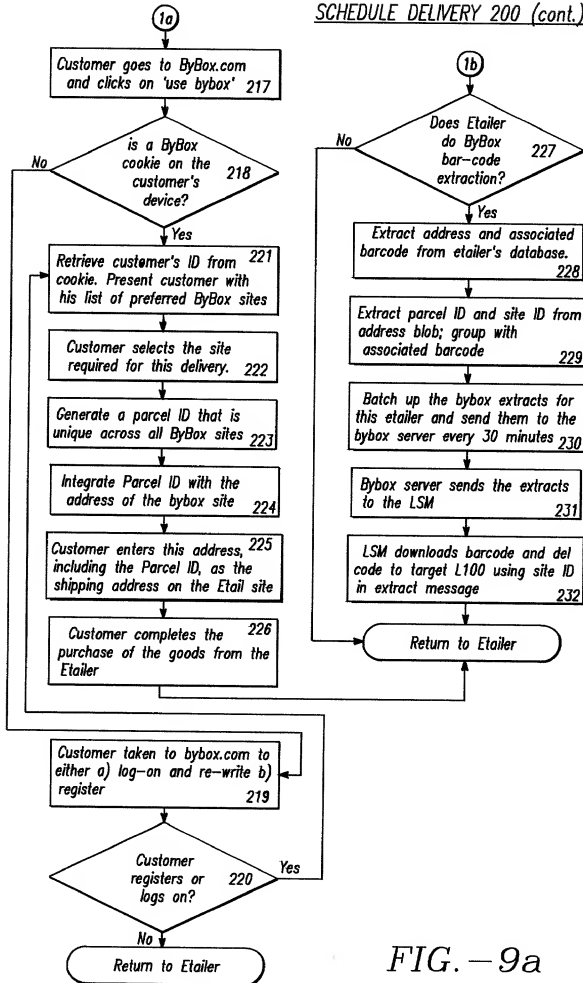 SCHEDULE DELIVERY 200 (cont.)
1a
Customer goes to ByBox.com
and clicks on 'use bybox' 217
is a ByBox
cookie on the
customer's
device?
218
No
Yes
Retrieve customer's ID from
cookie. Present customer with
his list of preferred ByBox sites
221
Customer selects the site
required for this delivery.
222
Generate a parcel ID that is
unique across all ByBox sites
223
Integrate Parcel ID with the
address of the bybox site
224
Customer enters this address,
including the Parcel ID, as the
shipping address on the Etail site
225
Customer completes the
purchase of the goods from the
Etailer
226
Customer taken to bybox.com to
either a) log-on and re-write b)
register
219
Customer
registers or
logs on?
220
Yes
No
Return to Etailer
1b
Does Etailer
do ByBox
bar-code
extraction?
227
No
Yes
Extract address and associated
barcode from etailer's database.
228
Extract parcel ID and site ID from
address blob; group with
associated barcode
229
Batch up the bybox extracts for
this etailer and send them to the
bybox server every 30 minutes
230
Bybox server sends the extracts
to the LSM
231
LSM downloads barcode and del
code to target L100 using site ID
in extract message
232
Return to Etailer
FIG.-9a